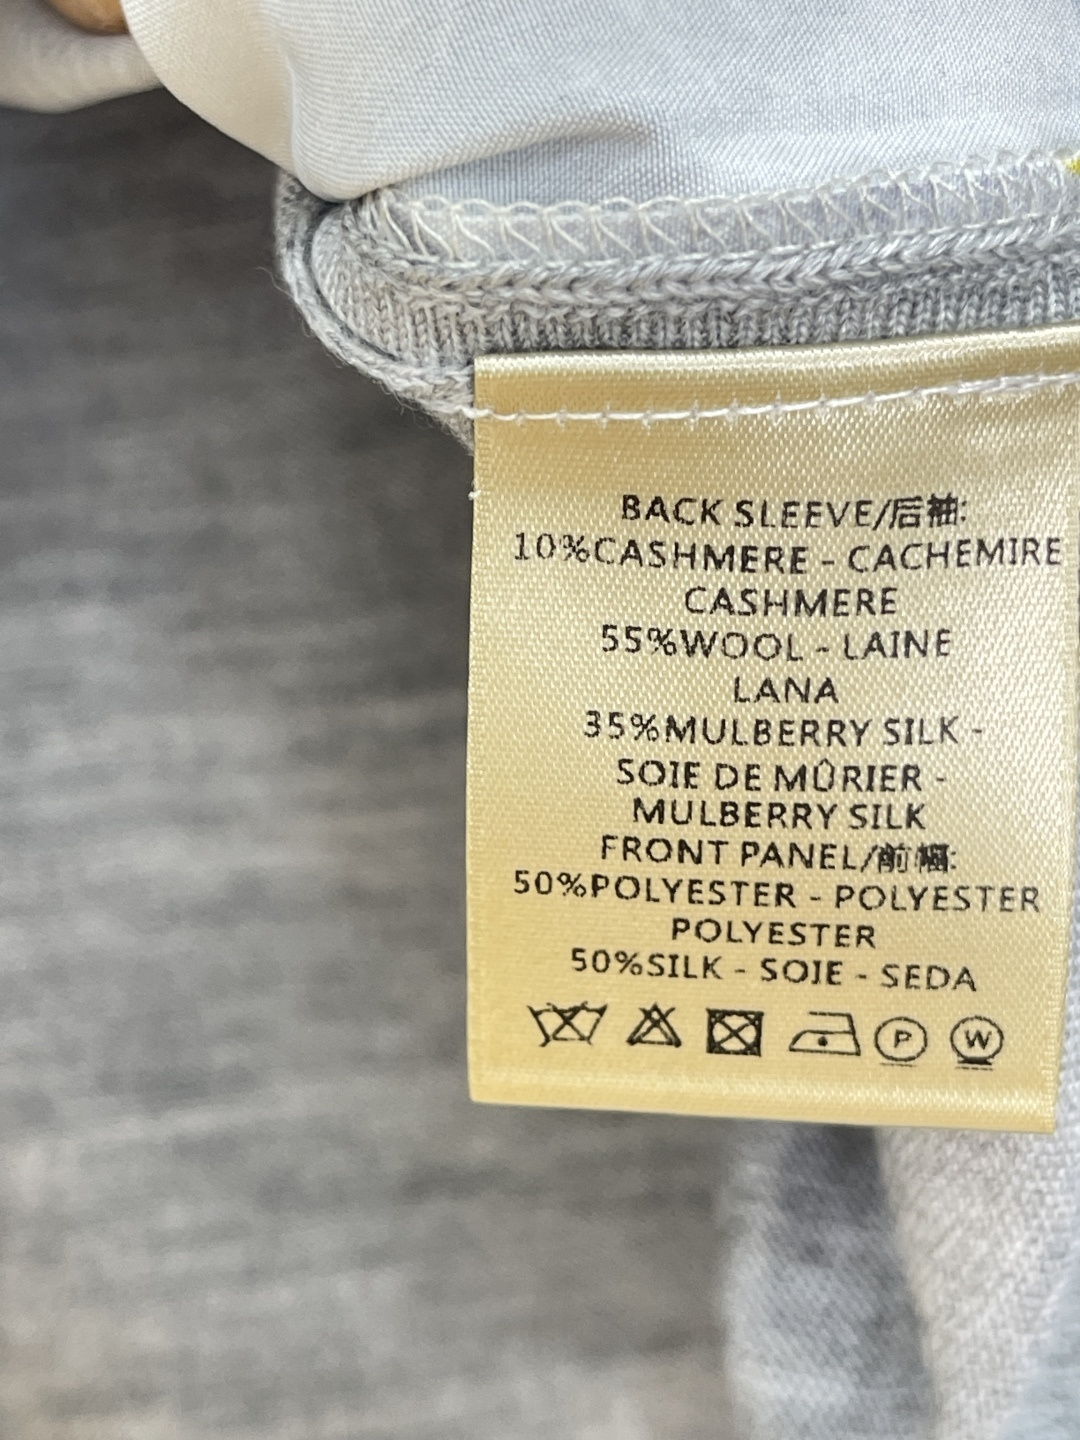 BACK SLEEVE/后袖:
10%CASHMERE - CACHEMIRE
CASHMERE
55%WOOL - LAINE
LANA
35%MULBERRY SILK -
SOIE DE MÛRIER -
MULBERRY SILK
FRONT PANEL/前幅:
50%POLYESTER - POLYESTER
POLYESTER
50%SILK - SOIE - SEDA
P W